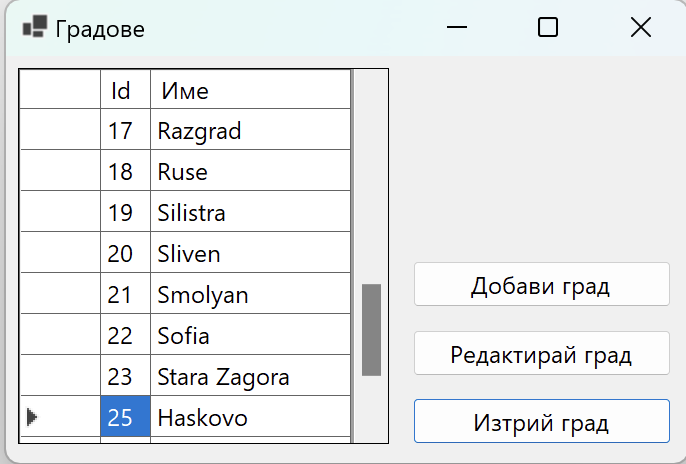 Градове
Id Име
17 Razgrad
18 Ruse
19 Silistra
20 Sliven
21 Smolyan
22 Sofia
23 Stara Zagora
25 Haskovo
Добави град
Редактирай град
Изтрий град